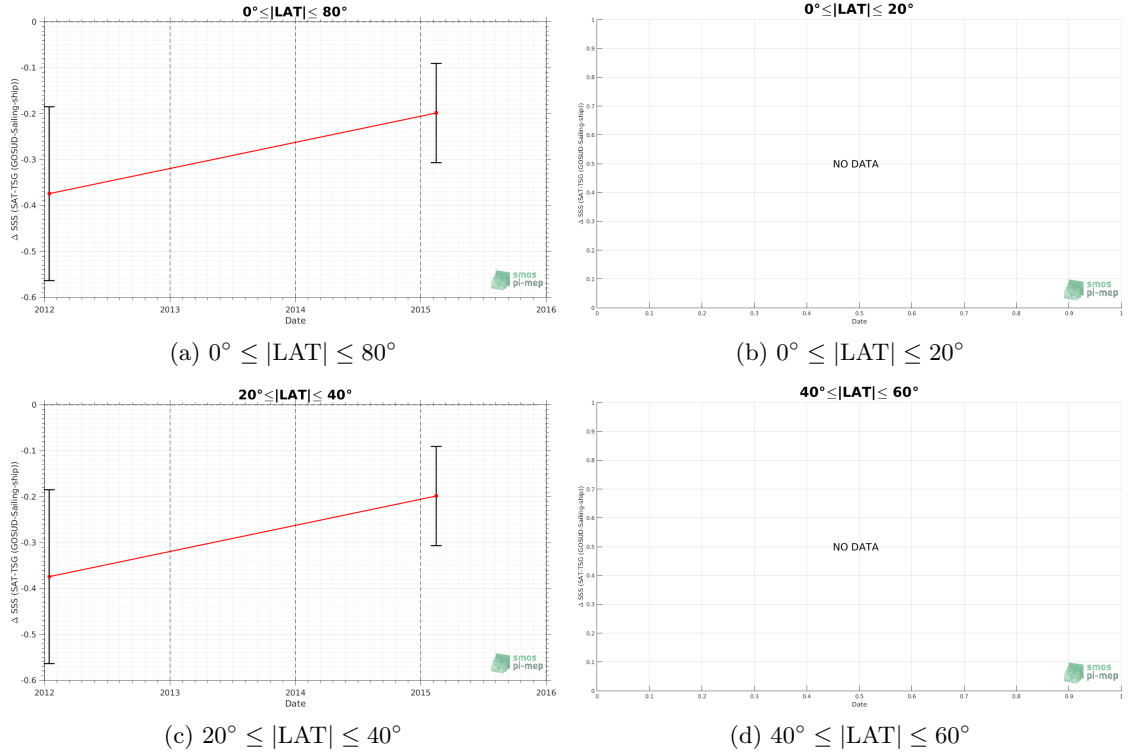 0°≤|LAT|≤ 80°
0
-0.1
-0.2
-0.3
-0.4
-0.5
-0.6
Δ SSS (SAT-TSG (GOSUD-Sailing-ship))
2012 2013 2014 2015 2016
Date
smos
pi-mep
(a) 0° ≤ |LAT| ≤ 80°
0°≤|LAT|≤ 20°
1
0.9
0.8
0.7
0.6
0.5
0.4
0.3
0.2
0.1
0
Δ SSS (SAT-TSG (GOSUD-Sailing-ship))
NO DATA
0 0.1 0.2 0.3 0.4 0.5 0.6 0.7 0.8 0.9 1
Date
smos
pi-mep
(b) 0° ≤ |LAT| ≤ 20°
20°≤|LAT|≤ 40°
0
-0.1
-0.2
-0.3
-0.4
-0.5
-0.6
Δ SSS (SAT-TSG (GOSUD-Sailing-ship))
2012 2013 2014 2015 2016
Date
smos
pi-mep
(c) 20° ≤ |LAT| ≤ 40°
40°≤|LAT|≤ 60°
1
0.9
0.8
0.7
0.6
0.5
0.4
0.3
0.2
0.1
0
Δ SSS (SAT-TSG (GOSUD-Sailing-ship))
NO DATA
0 0.1 0.2 0.3 0.4 0.5 0.6 0.7 0.8 0.9 1
Date
smos
pi-mep
(d) 40° ≤ |LAT| ≤ 60°